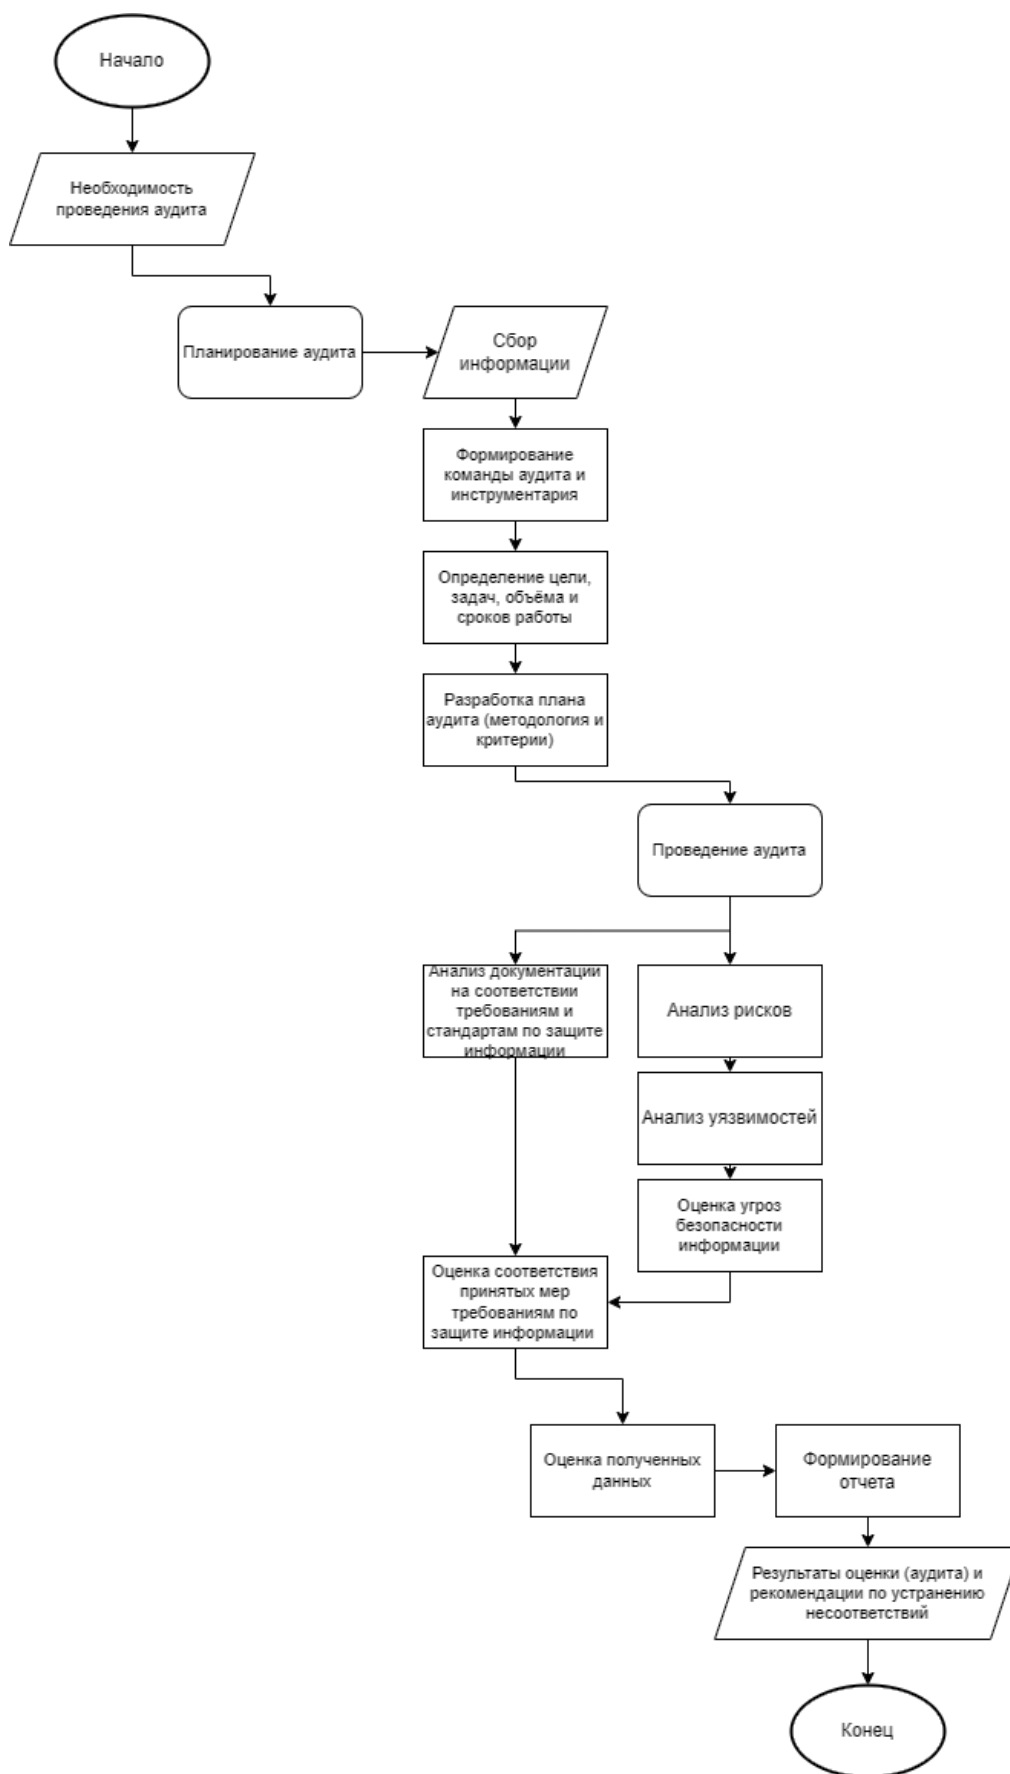 Начало
Необходимость
проведения аудита
Планирование аудита
Сбор
информации
Формирование
команды аудита и
инструментария
Определение цели,
задач, объёма и
сроков работы
Разработка плана
аудита (методология и
критерии)
Проведение аудита
Анализ документации
на соответствии
требованиям и
стандартам по защите
информации
Анализ рисков
Анализ уязвимостей
Оценка угроз
безопасности
информации
Оценка соответствия
принятых мер
требованиям по
защите информации
Оценка полученных
данных
Формирование
отчета
Результаты оценки (аудита) и
рекомендации по устранению
несоответствий
Конец